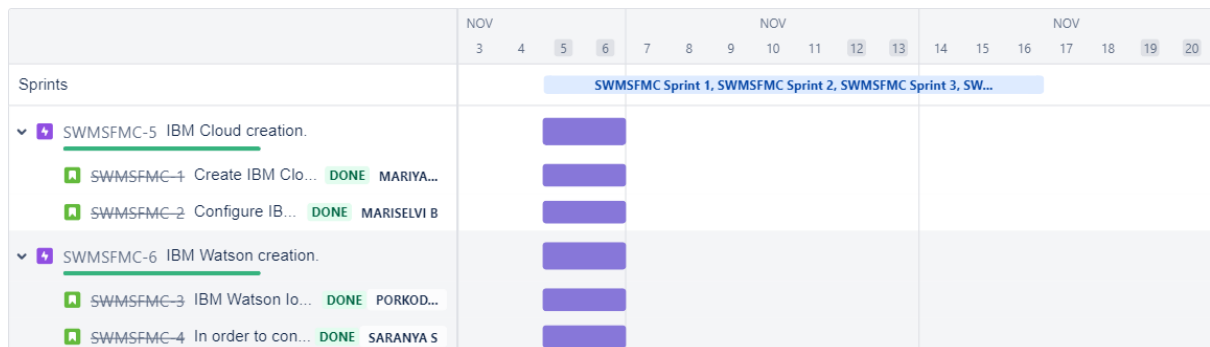 NOV NOV NOV
3 4 5 6 7 8 9 10 11 12 13 14 15 16 17 18 19 20
Sprints SWMSFMC Sprint 1, SWMSFMC Sprint 2, SWMSFMC Sprint 3, SW...
SWMSFMC-5 IBM Cloud creation.
SWMSFMC-1 Create IBM Clo... DONE MARIYA...
SWMSFMC-2 Configure IB... DONE MARISELVI B
SWMSFMC-6 IBM Watson creation.
SWMSFMC-3 IBM Watson lo... DONE PORKOD...
SWMSFMC-4 In order to con... DONE SARANYA S